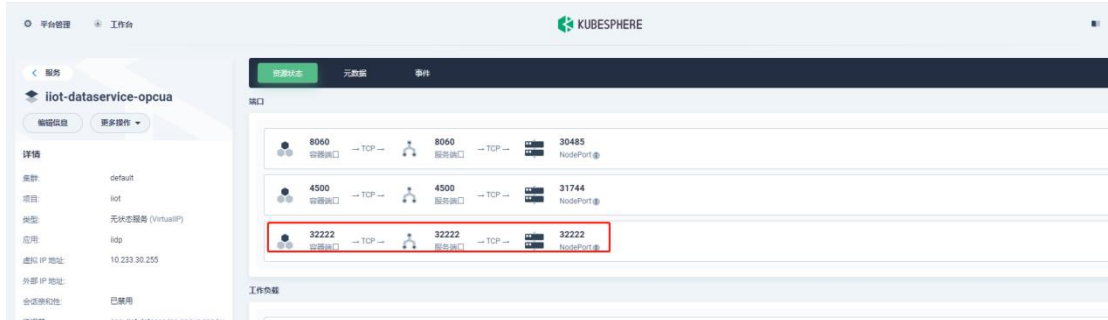 平台管理 工作台
KUBESPHERE
服务
iiot-dataservice-opcua
编辑信息 更多操作
详情
集群: default
项目: iiot
类型: 无状态服务 (VirtualIP)
应用: iidp
虚拟 IP 地址: 10.233.30.255
外部 IP 地址:
会话亲和性: 已禁用
资源状态 元数据 事件
端口
8060 → TCP → 8060 → TCP → 30485
容器端口 服务端口 NodePort
4500 → TCP → 4500 → TCP → 31744
容器端口 服务端口 NodePort
32222 → TCP → 32222 → TCP → 32222
容器端口 服务端口 NodePort
工作负载